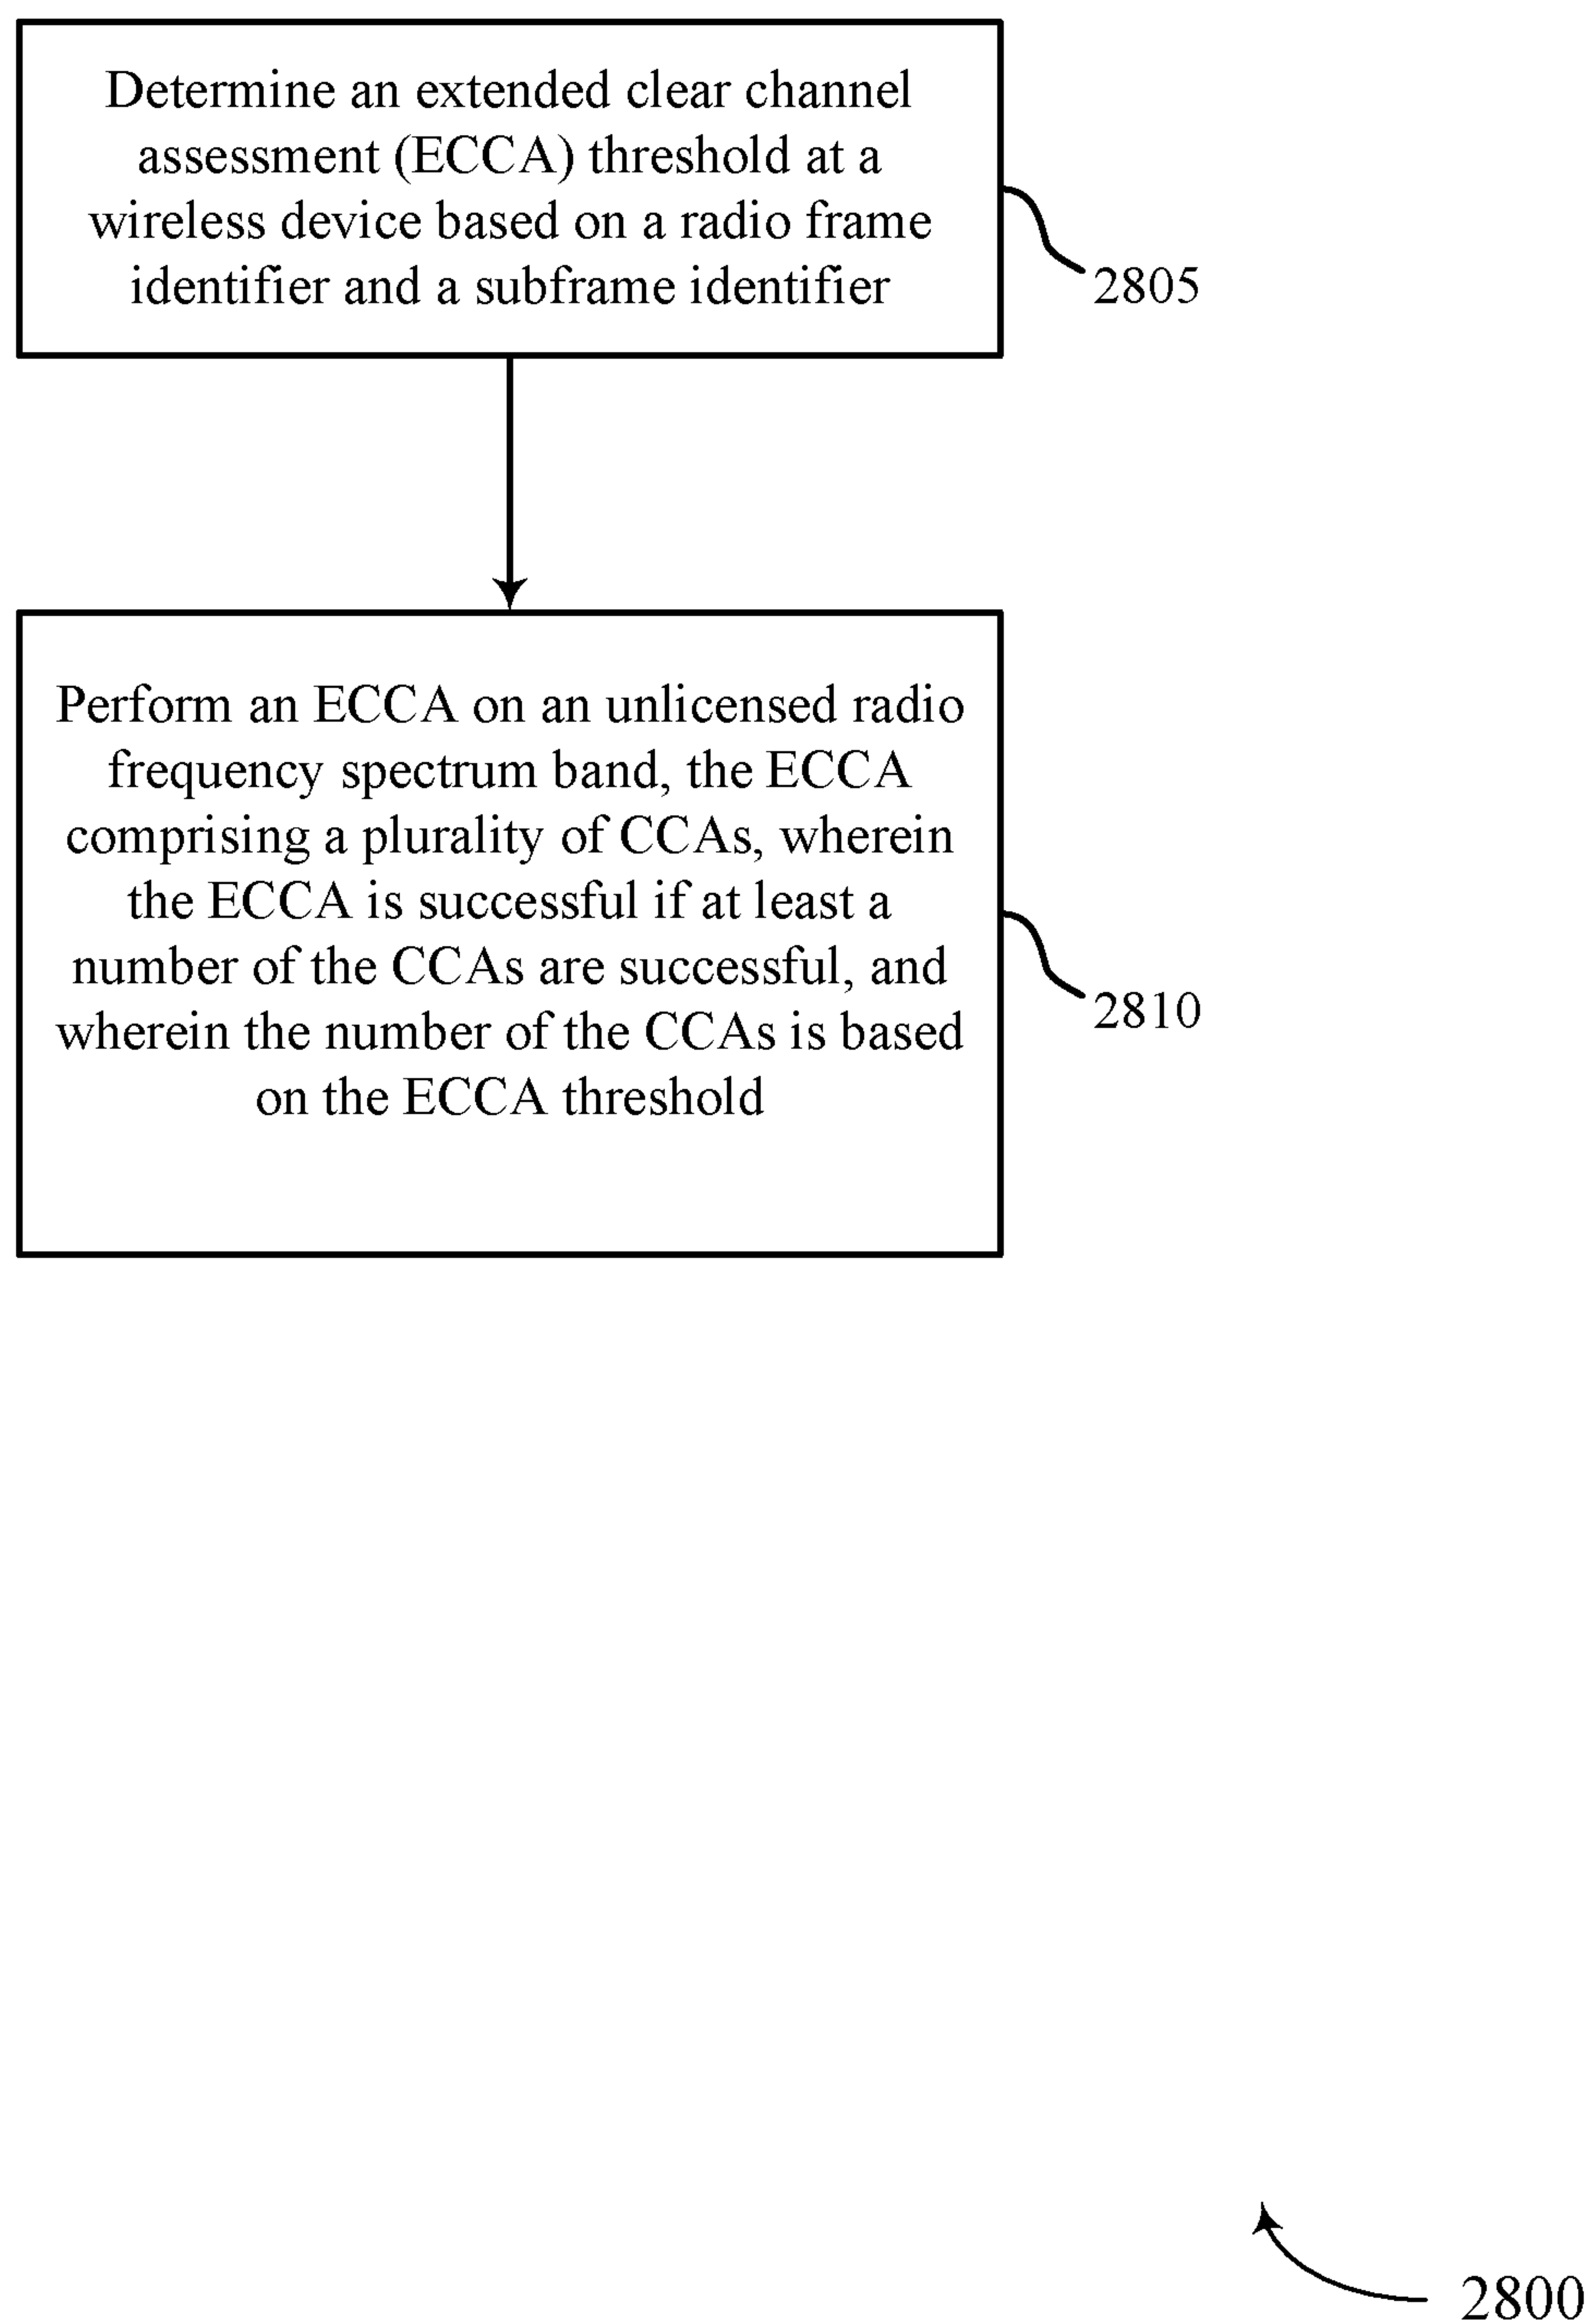 Determine an extended clear channel
assessment (ECCA) threshold at a
wireless device based on a radio frame
identifier and a subframe identifier
2805
Perform an ECCA on an unlicensed radio
frequency spectrum band, the ECCA
comprising a plurality of CCAs, wherein
the ECCA is successful if at least a
number of the CCAs are successful, and
wherein the number of the CCAs is based
on the ECCA threshold
2810
2800